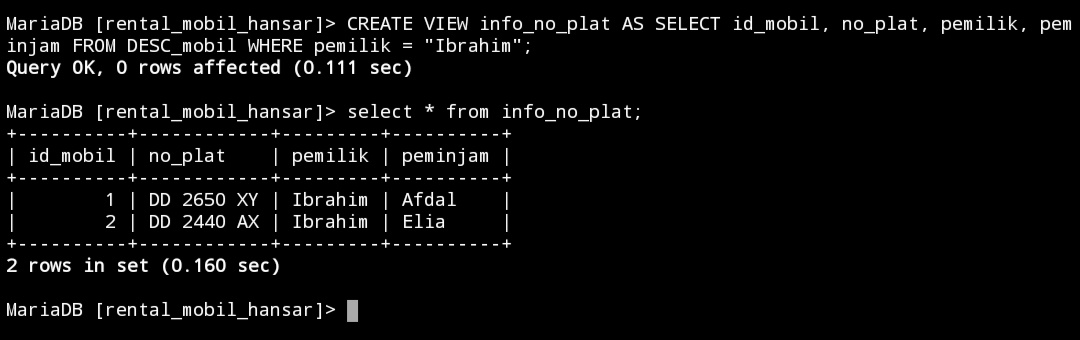 MariaDB [rental_mobil_hansar]> CREATE VIEW info_no_plat AS SELECT id_mobil, no_plat, pemilik, pem
injam FROM DESC_mobil WHERE pemilik = "Ibrahim";
Query OK, 0 rows affected (0.111 sec)
MariaDB [rental_mobil_hansar]> select * from info_no_plat;
+----------+------------+---------+----------+
| id_mobil | no_plat    | pemilik | peminjam |
+----------+------------+---------+----------+
|        1 | DD 2650 XY | Ibrahim | Afdal    |
|        2 | DD 2440 AX | Ibrahim | Elia     |
+----------+------------+---------+----------+
2 rows in set (0.160 sec)
MariaDB [rental_mobil_hansar]>